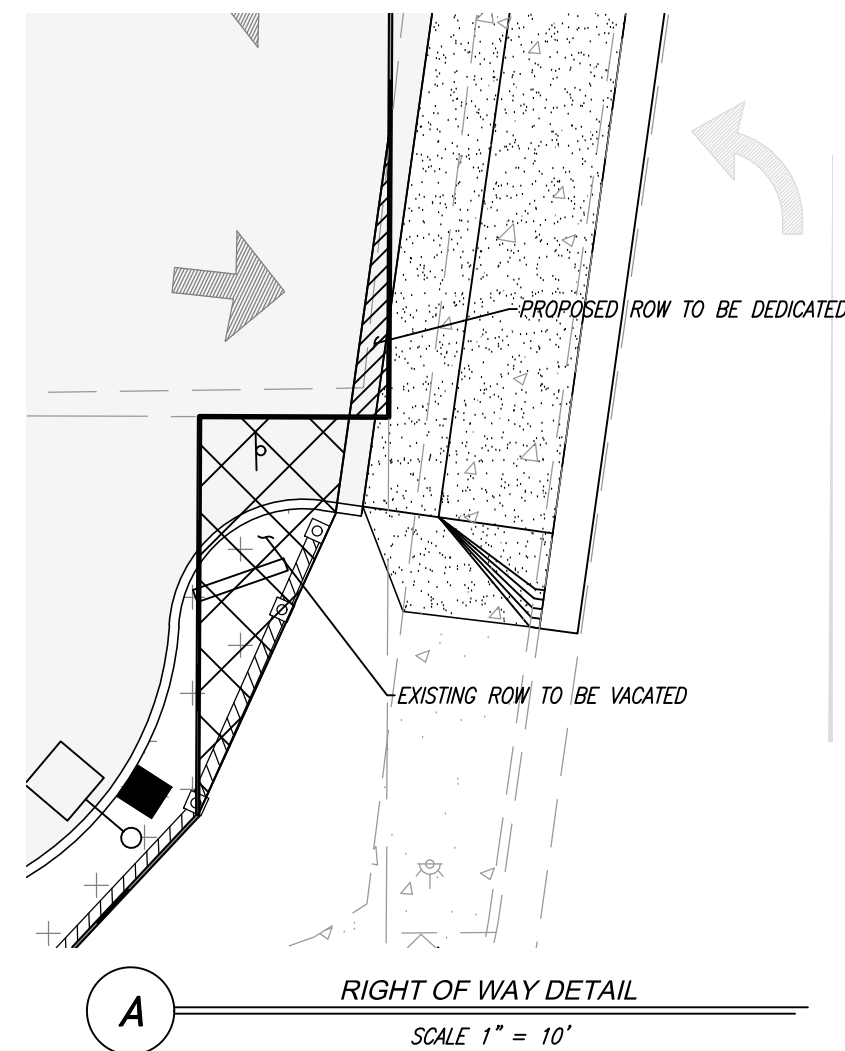 PROPOSED ROW TO BE DEDICATED
EXISTING ROW TO BE VACATED
A
RIGHT OF WAY DETAIL
SCALE 1" = 10'